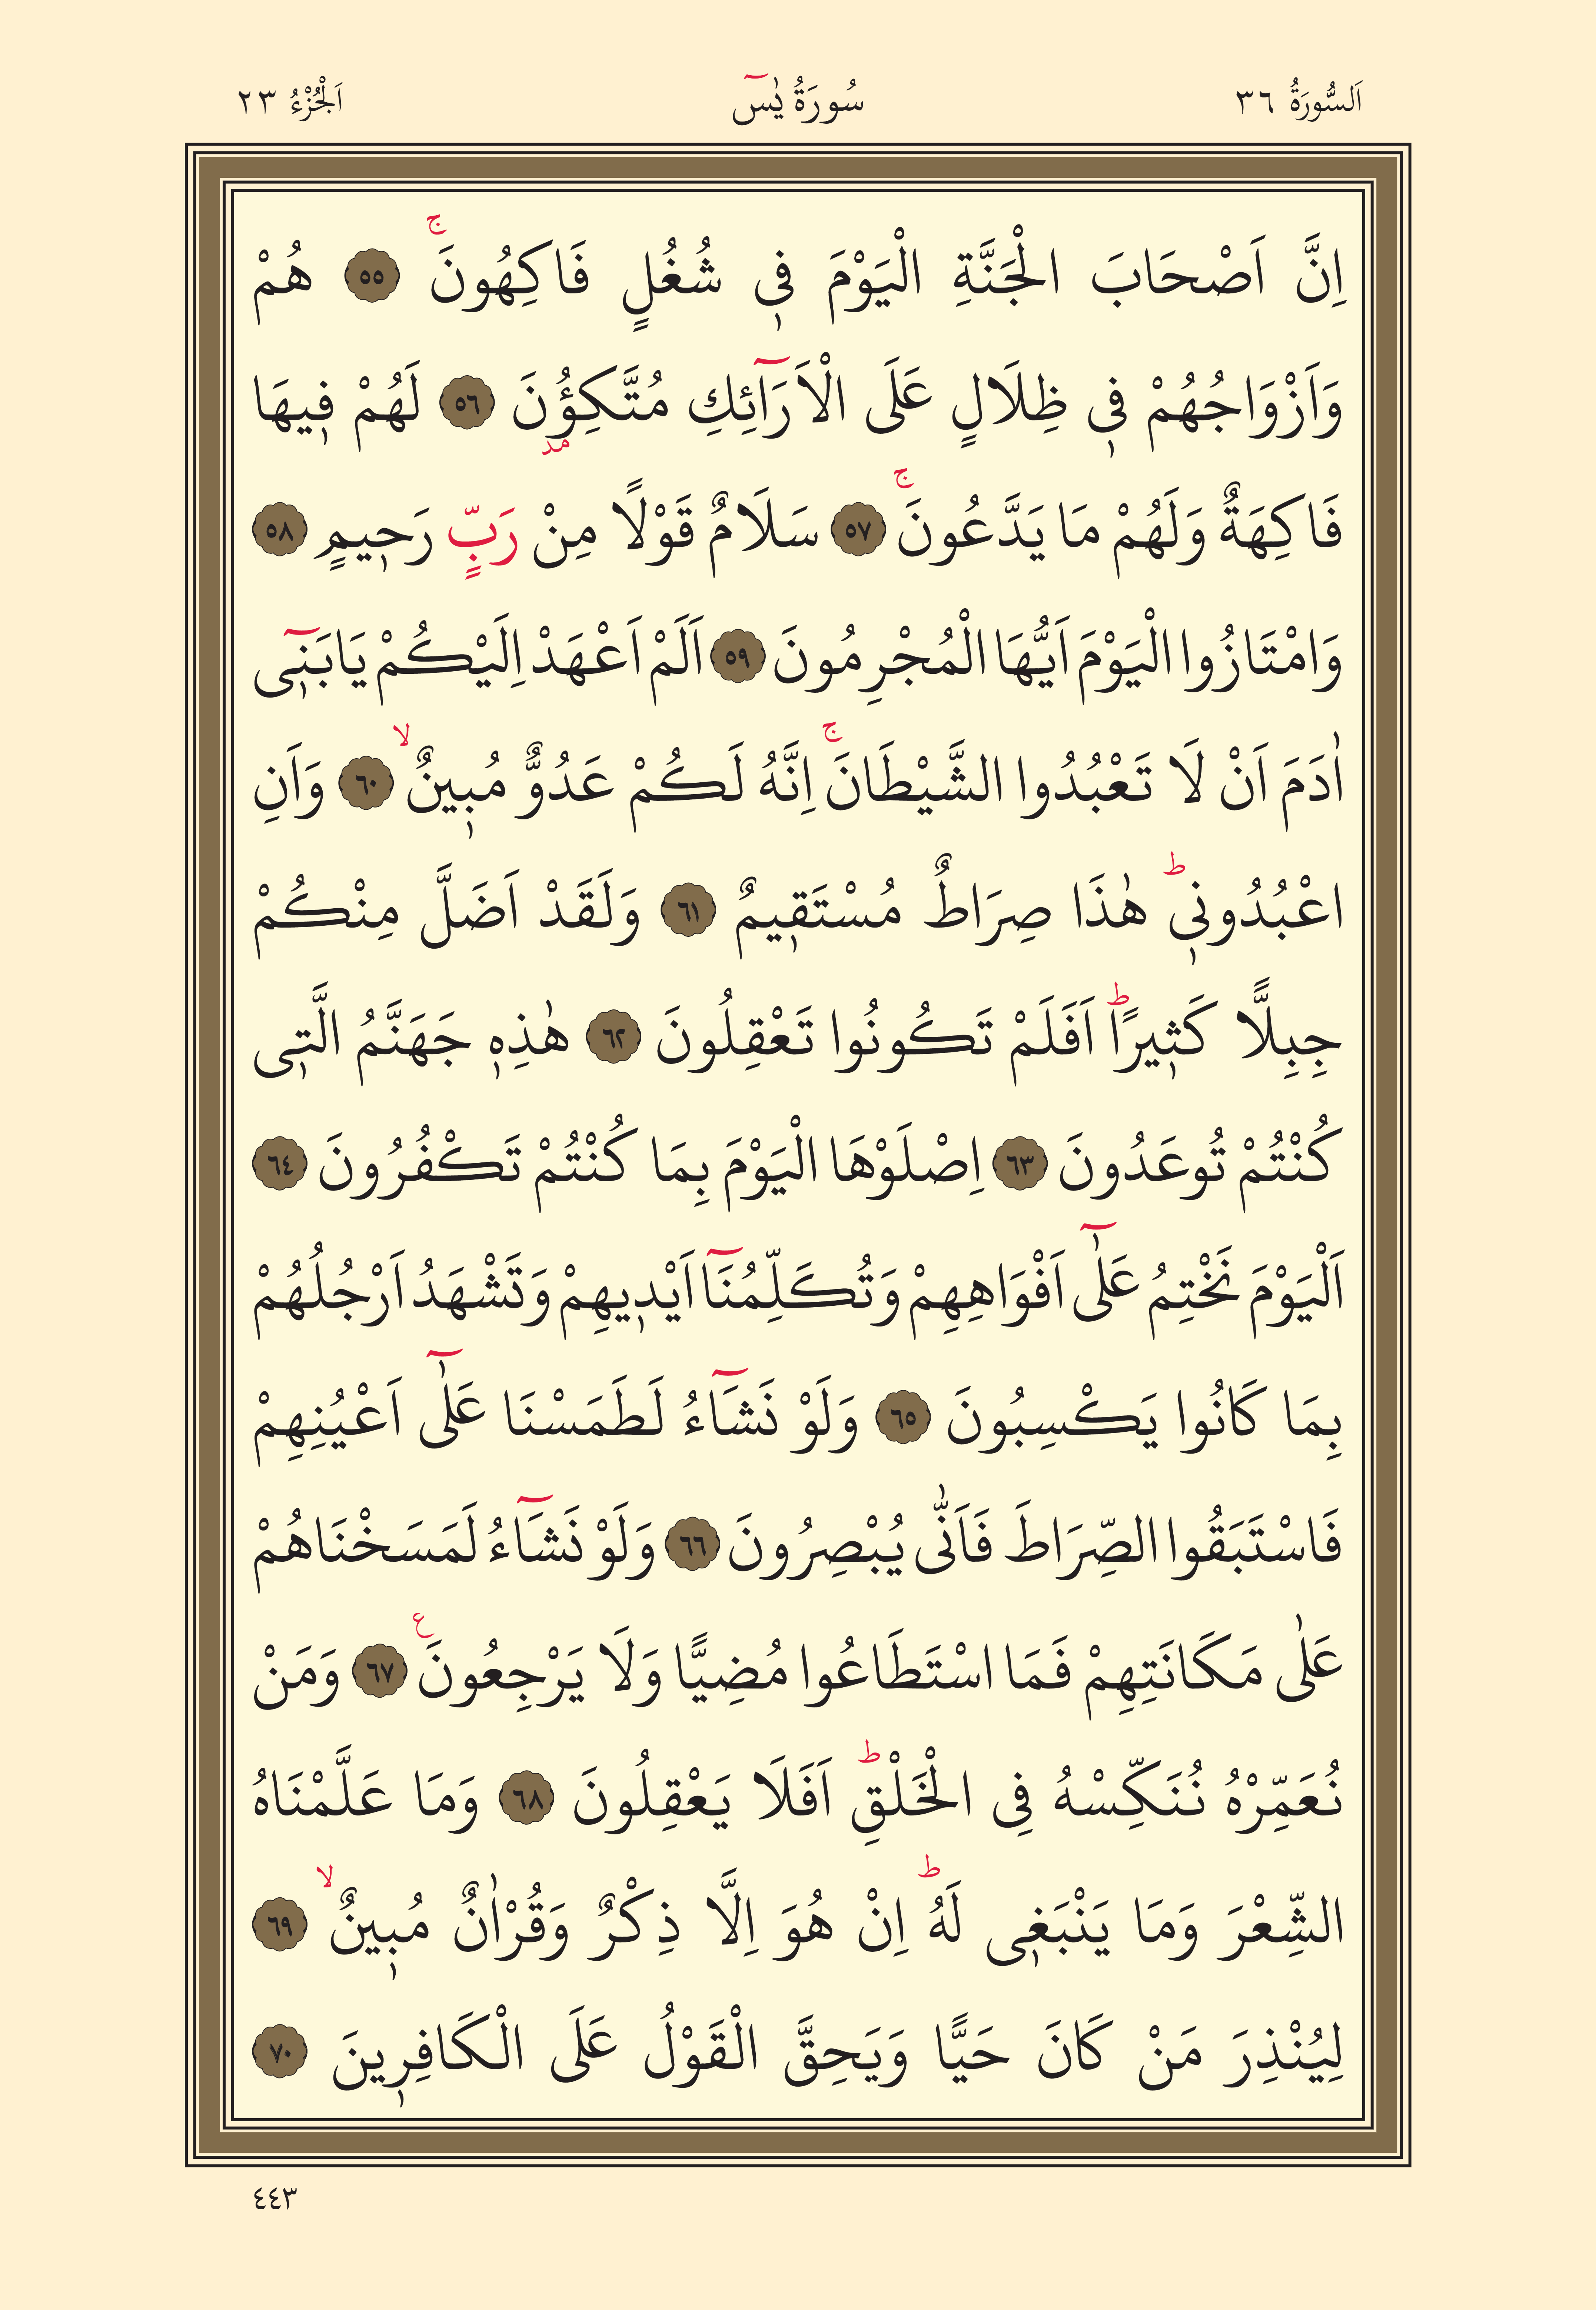 اَلسُّورَةُ ٣٦ سُورَةُ يٰسٓ اَلْجُزْءُ ٢٣
اِنَّ اَصْحَابَ الْجَنَّةِ الْيَوْمَ فٖي شُغُلٍ فَاكِهُونَۚ ٥٥ هُمْ
وَاَزْوَاجُهُمْ فٖي ظِلَالٍ عَلَى الْاَرَٓائِكِ مُتَّكِؤُ۫نَ ٥٦ لَهُمْ فٖيهَا
فَاكِهَةٌ وَلَهُمْ مَا يَدَّعُونَۚ ٥٧ سَلَامٌ قَوْلًا مِنْ رَبٍّ رَحٖيمٍ ٥٨
وَامْتَازُوا الْيَوْمَ اَيُّهَا الْمُجْرِمُونَ ٥٩ اَلَمْ اَعْهَدْ اِلَيْكُمْ يَابَنٖٓي
اٰدَمَ اَنْ لَا تَعْبُدُوا الشَّيْطَانَۚ اِنَّهُ لَكُمْ عَدُوٌّ مُبٖينٌۙ ٦٠ وَاَنِ
اعْبُدُونٖيؕ هٰذَا صِرَاطٌ مُسْتَقٖيمٌ ٦١ وَلَقَدْ اَضَلَّ مِنْكُمْ
جِبِلًّا كَثٖيرًاؕ اَفَلَمْ تَكُونُوا تَعْقِلُونَ ٦٢ هٰذِهٖ جَهَنَّمُ الَّتٖي
كُنْتُمْ تُوعَدُونَ ٦٣ اِصْلَوْهَا الْيَوْمَ بِمَا كُنْتُمْ تَكْفُرُونَ ٦٤
اَلْيَوْمَ نَخْتِمُ عَلٰٓى اَفْوَاهِهِمْ وَتُكَلِّمُنَٓا اَيْدٖيهِمْ وَتَشْهَدُ اَرْجُلُهُمْ
بِمَا كَانُوا يَكْسِبُونَ ٦٥ وَلَوْ نَشَٓاءُ لَطَمَسْنَا عَلٰٓى اَعْيُنِهِمْ
فَاسْتَبَقُوا الصِّرَاطَ فَاَنّٰى يُبْصِرُونَ ٦٦ وَلَوْ نَشَٓاءُ لَمَسَخْنَاهُمْ
عَلٰى مَكَانَتِهِمْ فَمَا اسْتَطَاعُوا مُضِيًّا وَلَا يَرْجِعُونَ ع ٦٧ وَمَنْ
نُعَمِّرْهُ نُنَكِّسْهُ فِي الْخَلْقِؕ اَفَلَا يَعْقِلُونَ ٦٨ وَمَا عَلَّمْنَاهُ
الشِّعْرَ وَمَا يَنْبَغٖي لَهُؕ اِنْ هُوَ اِلَّا ذِكْرٌ وَقُرْاٰنٌ مُبٖينٌۙ ٦٩
لِيُنْذِرَ مَنْ كَانَ حَيًّا وَيَحِقَّ الْقَوْلُ عَلَى الْكَافِرٖينَ ٧٠
٤٤٣